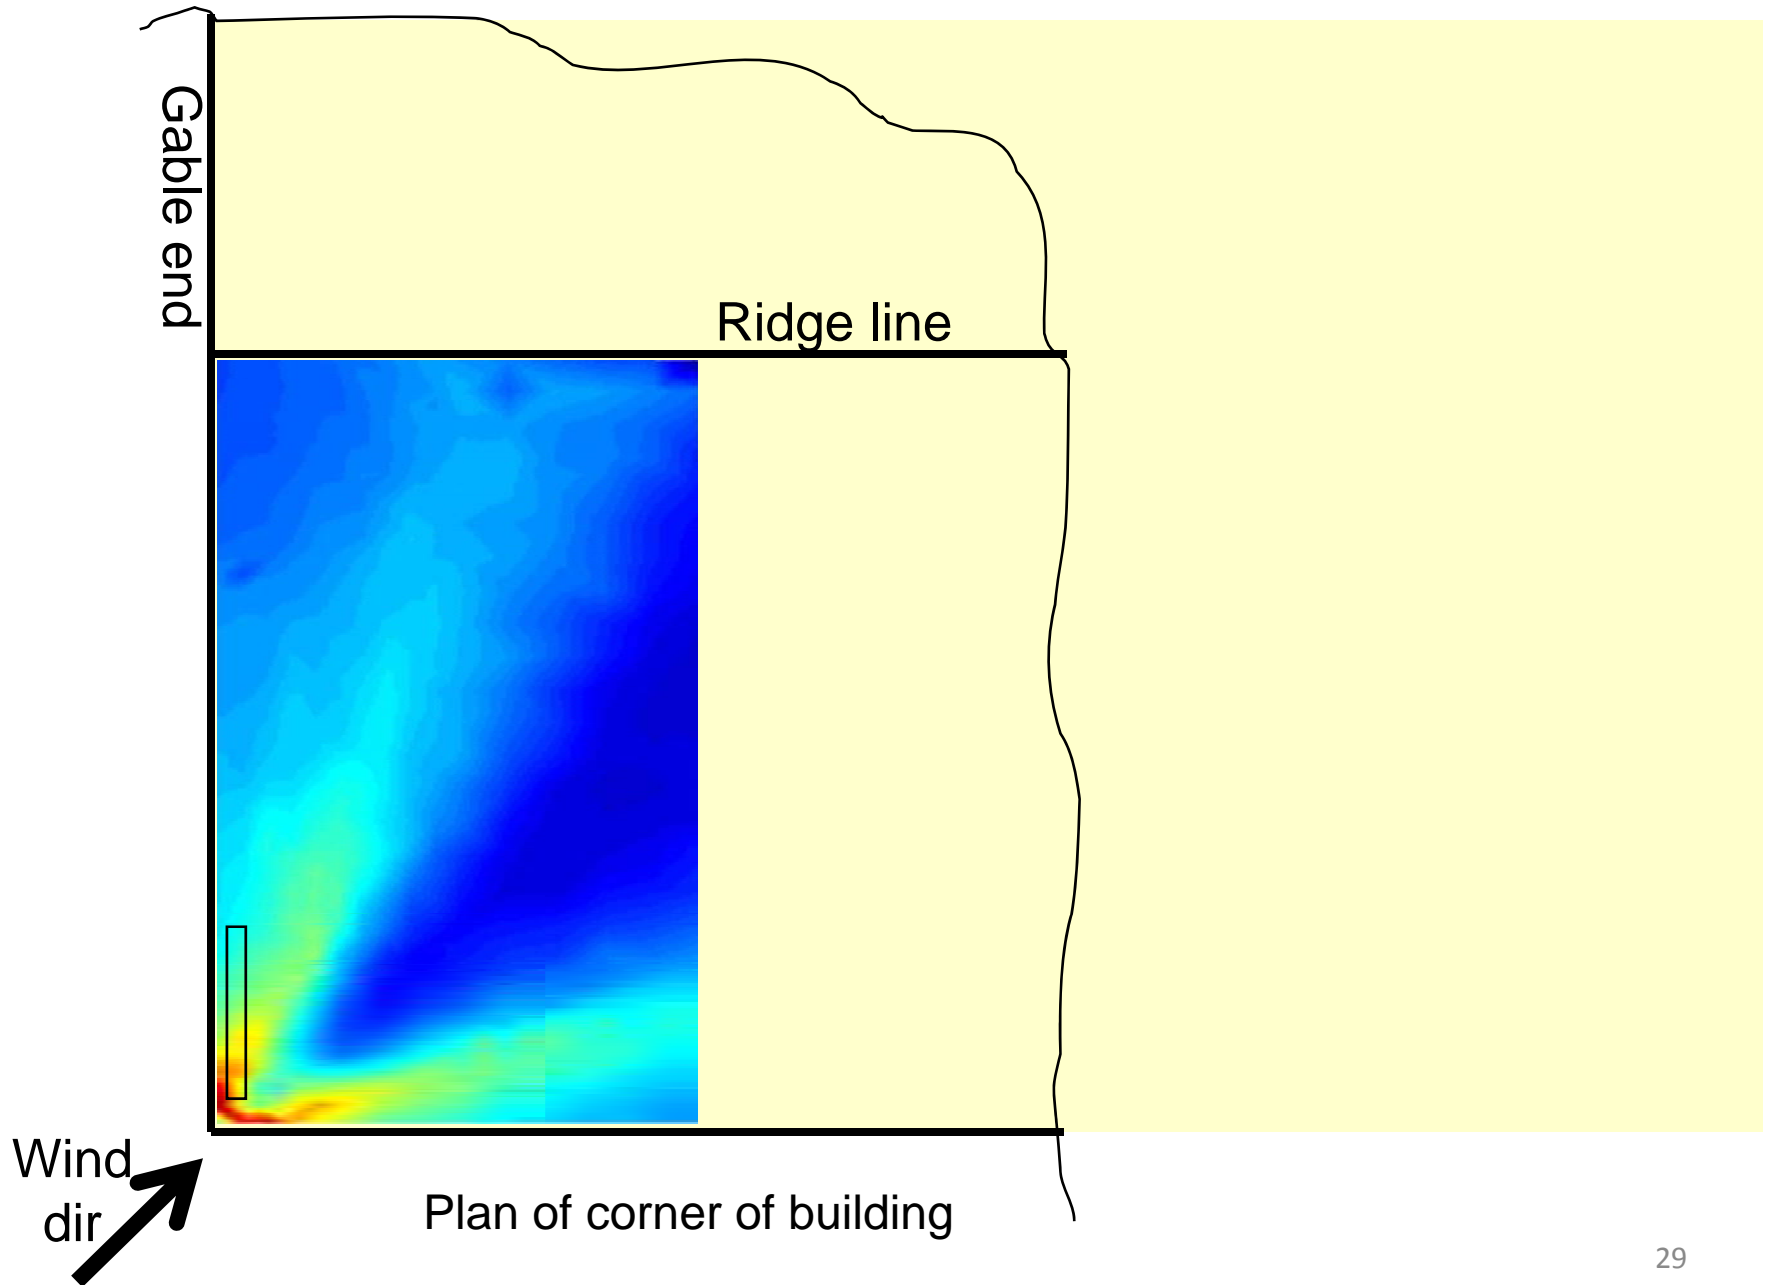 Gable end
Ridge line
Wind
dir
Plan of corner of building
29